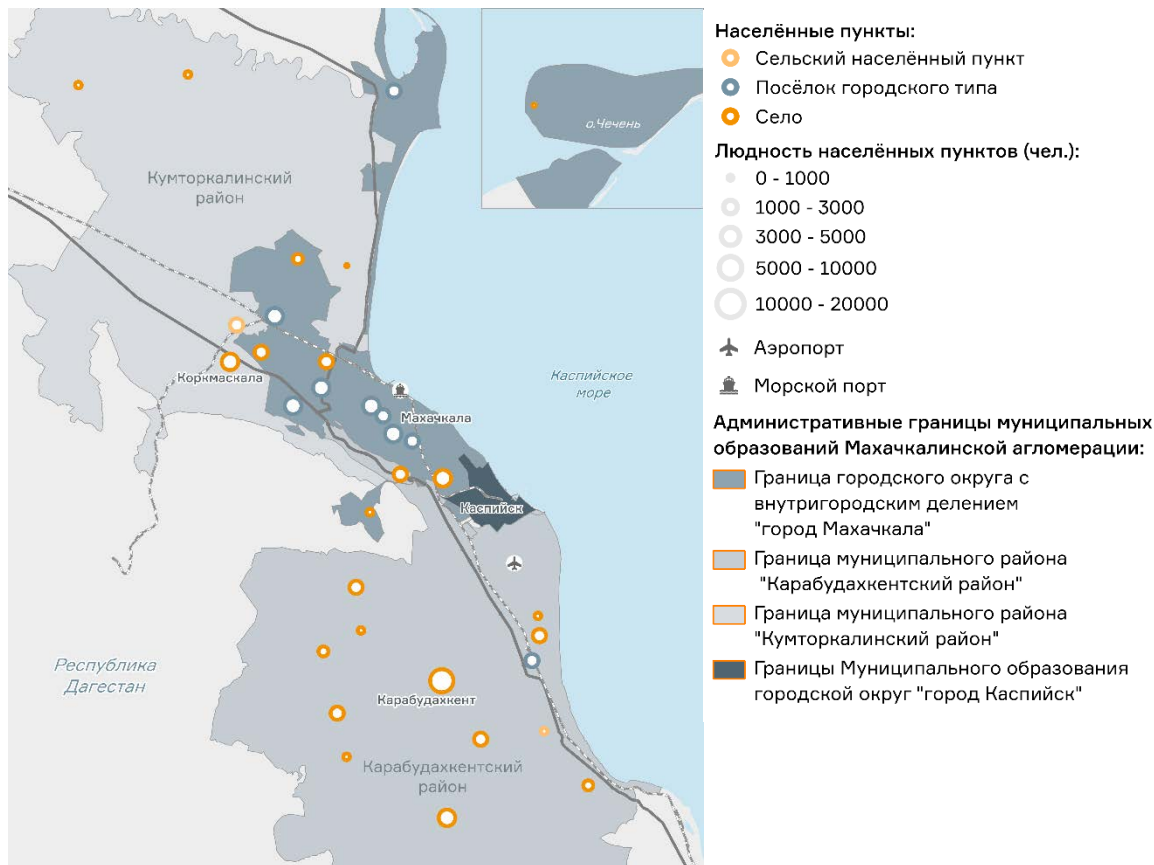 о.Чечень
Кумторкалинский
район
Коркмаскала
Каспийское
море
Махачкала
Каспийск
Республика
Дагестан
Карабудахкент
Карабудахкентский
район
Населённые пункты:
Сельский населённый пункт
Посёлок городского типа
Село
Людность населённых пунктов (чел.):
0 - 1000
1000 - 3000
3000 - 5000
5000 - 10000
10000 - 20000
Аэропорт
Морской порт
Административные границы муниципальных
образований Махачкалинской агломерации:
Граница городского округа с
внутригородским делением
"город Махачкала"
Граница муниципального района
"Карабудахкентский район"
Граница муниципального района
"Кумторкалинский район"
Границы Муниципального образования
городской округ "город Каспийск"